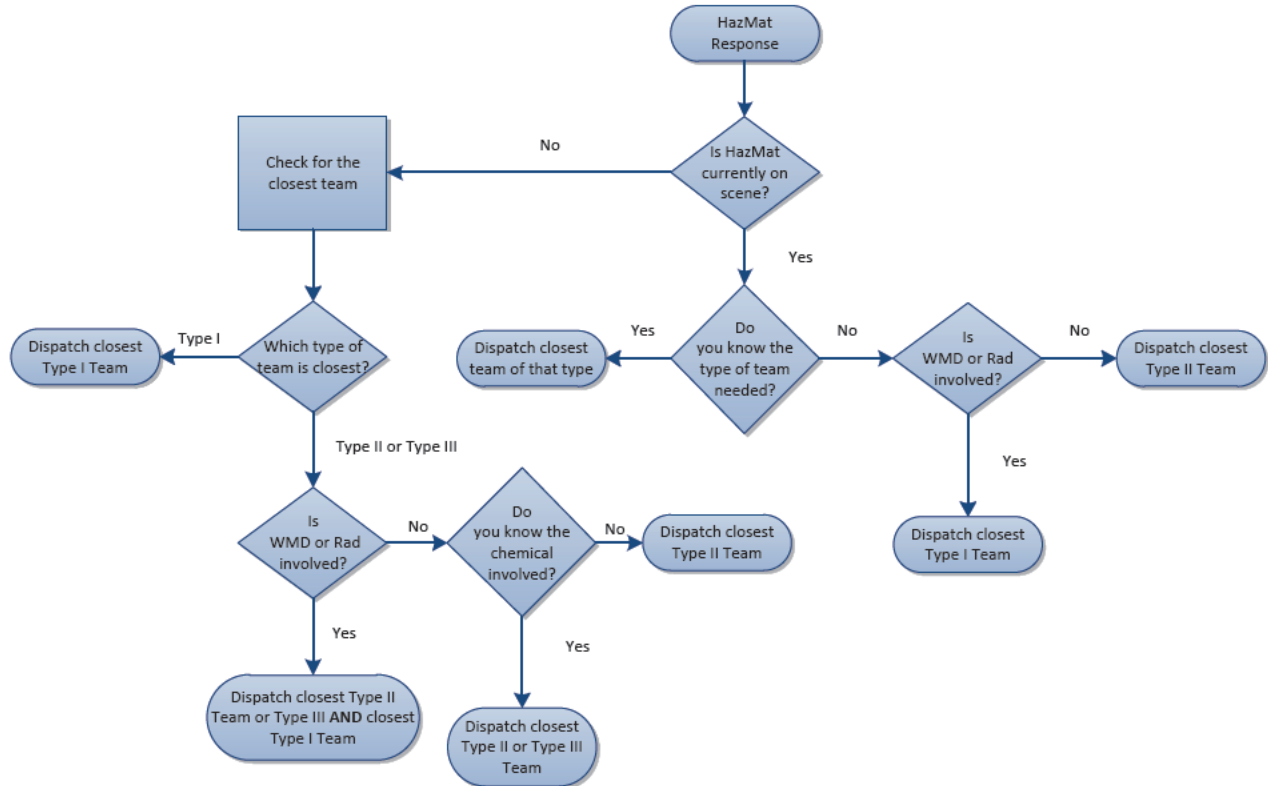 HazMat
Response
No
Check for the
closest team
Is HazMat
currently on
scene?
Yes
Type I
Dispatch closest
Type I Team
Which type of
team is closest?
Yes
Dispatch closest
team of that type
Do
you know the
type of team
needed?
No
Is
WMD or Rad
involved?
No
Dispatch closest
Type II Team
Type II or Type III
Yes
Is
WMD or Rad
involved?
No
Do
you know the
chemical
involved?
No
Dispatch closest
Type II Team
Dispatch closest
Type I Team
Yes
Yes
Dispatch closest Type II
Team or Type III AND closest
Type I Team
Dispatch closest
Type II or Type III
Team